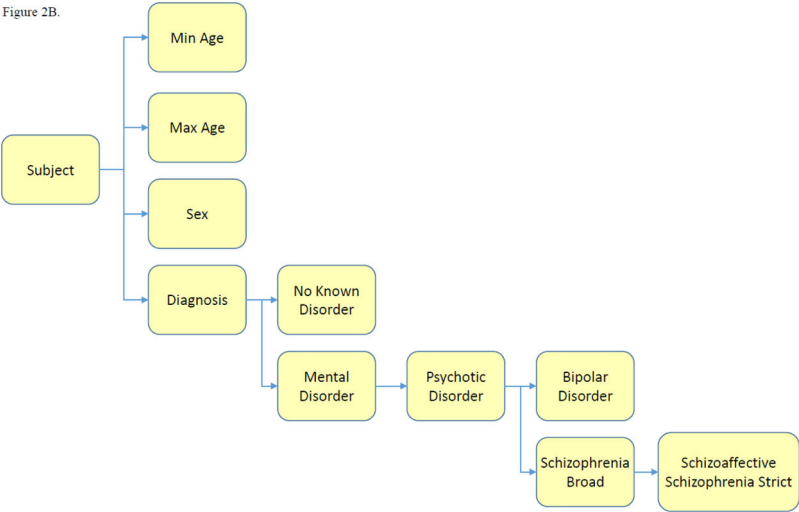 Figure 2B.
Min Age
Max Age
Subject
Sex
Diagnosis
No Known
Disorder
Mental
Disorder
Psychotic
Disorder
Bipolar
Disorder
Schizophrenia
Broad
Schizoaffective
Schizophrenia Strict